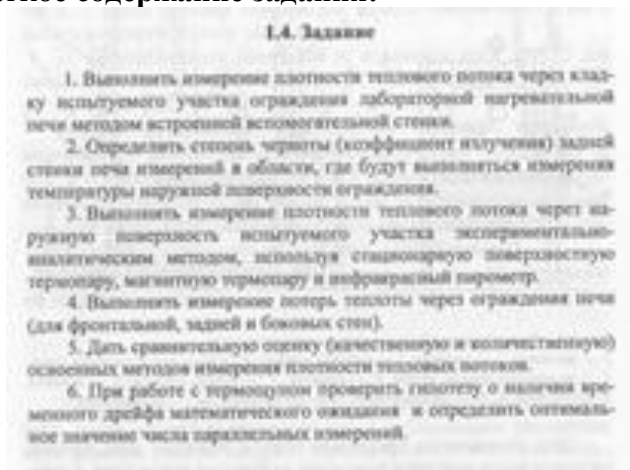 ное содержание задания:
1.4. Задание
1. Выполнить измерение плотности теплового потока через клад-
ку испытуемого участка ограждения лабораторной нагревательной
печи методом встроенной вспомогательной стенки.
2. Определить степень черноты (коэффициент излучения) задней
стенки печи измерений в области, где будут выполняться измерения
температуры наружной поверхности ограждения.
3. Выполнить измерение плотности теплового потока через на-
ружную поверхность испытуемого участка экспериментально-
аналитическим методом, используя стационарную поверхностную
термопару, магнитную термопару и инфракрасный пирометр.
4. Выполнить измерение потерь теплоты через ограждения печи
(для фронтальной, задней и боковых стен).
5. Дать сравнительную оценку (качественную и количественную)
освоенных методов измерения плотности тепловых потоков.
6. При работе с термощупом проверить гипотезу о наличии вре-
менного дрейфа математического ожидания и определить оптималь-
ное значение числа параллельных измерений.